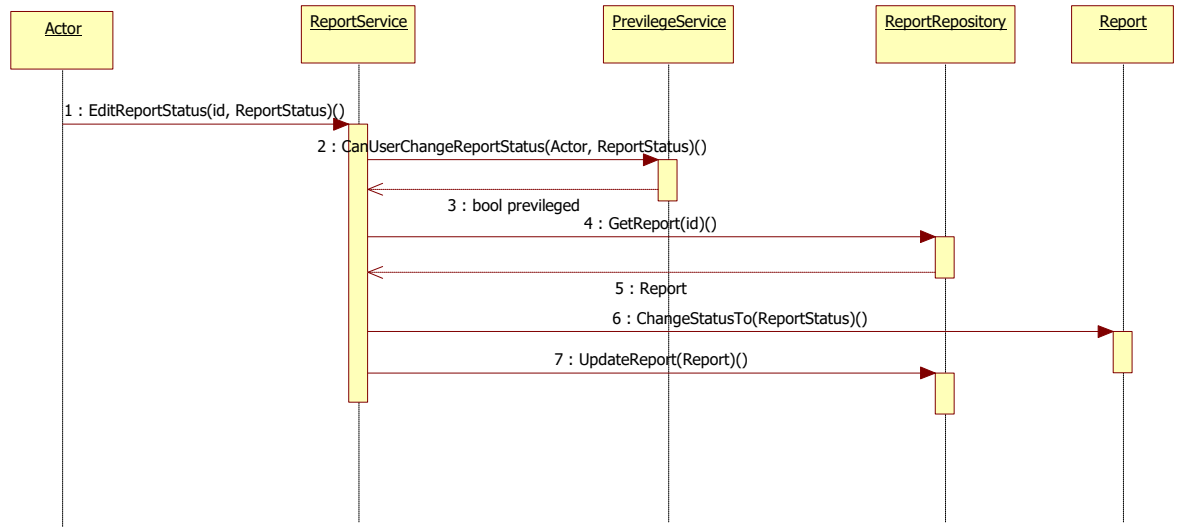 Actor
ReportService
PrevilegeService
ReportRepository
Report
1 : EditReportStatus(id, ReportStatus)()
2 : CanUserChangeReportStatus(Actor, ReportStatus)()
3 : bool previleged
4 : GetReport(id)()
5 : Report
6 : ChangeStatusTo(ReportStatus)()
7 : UpdateReport(Report)()